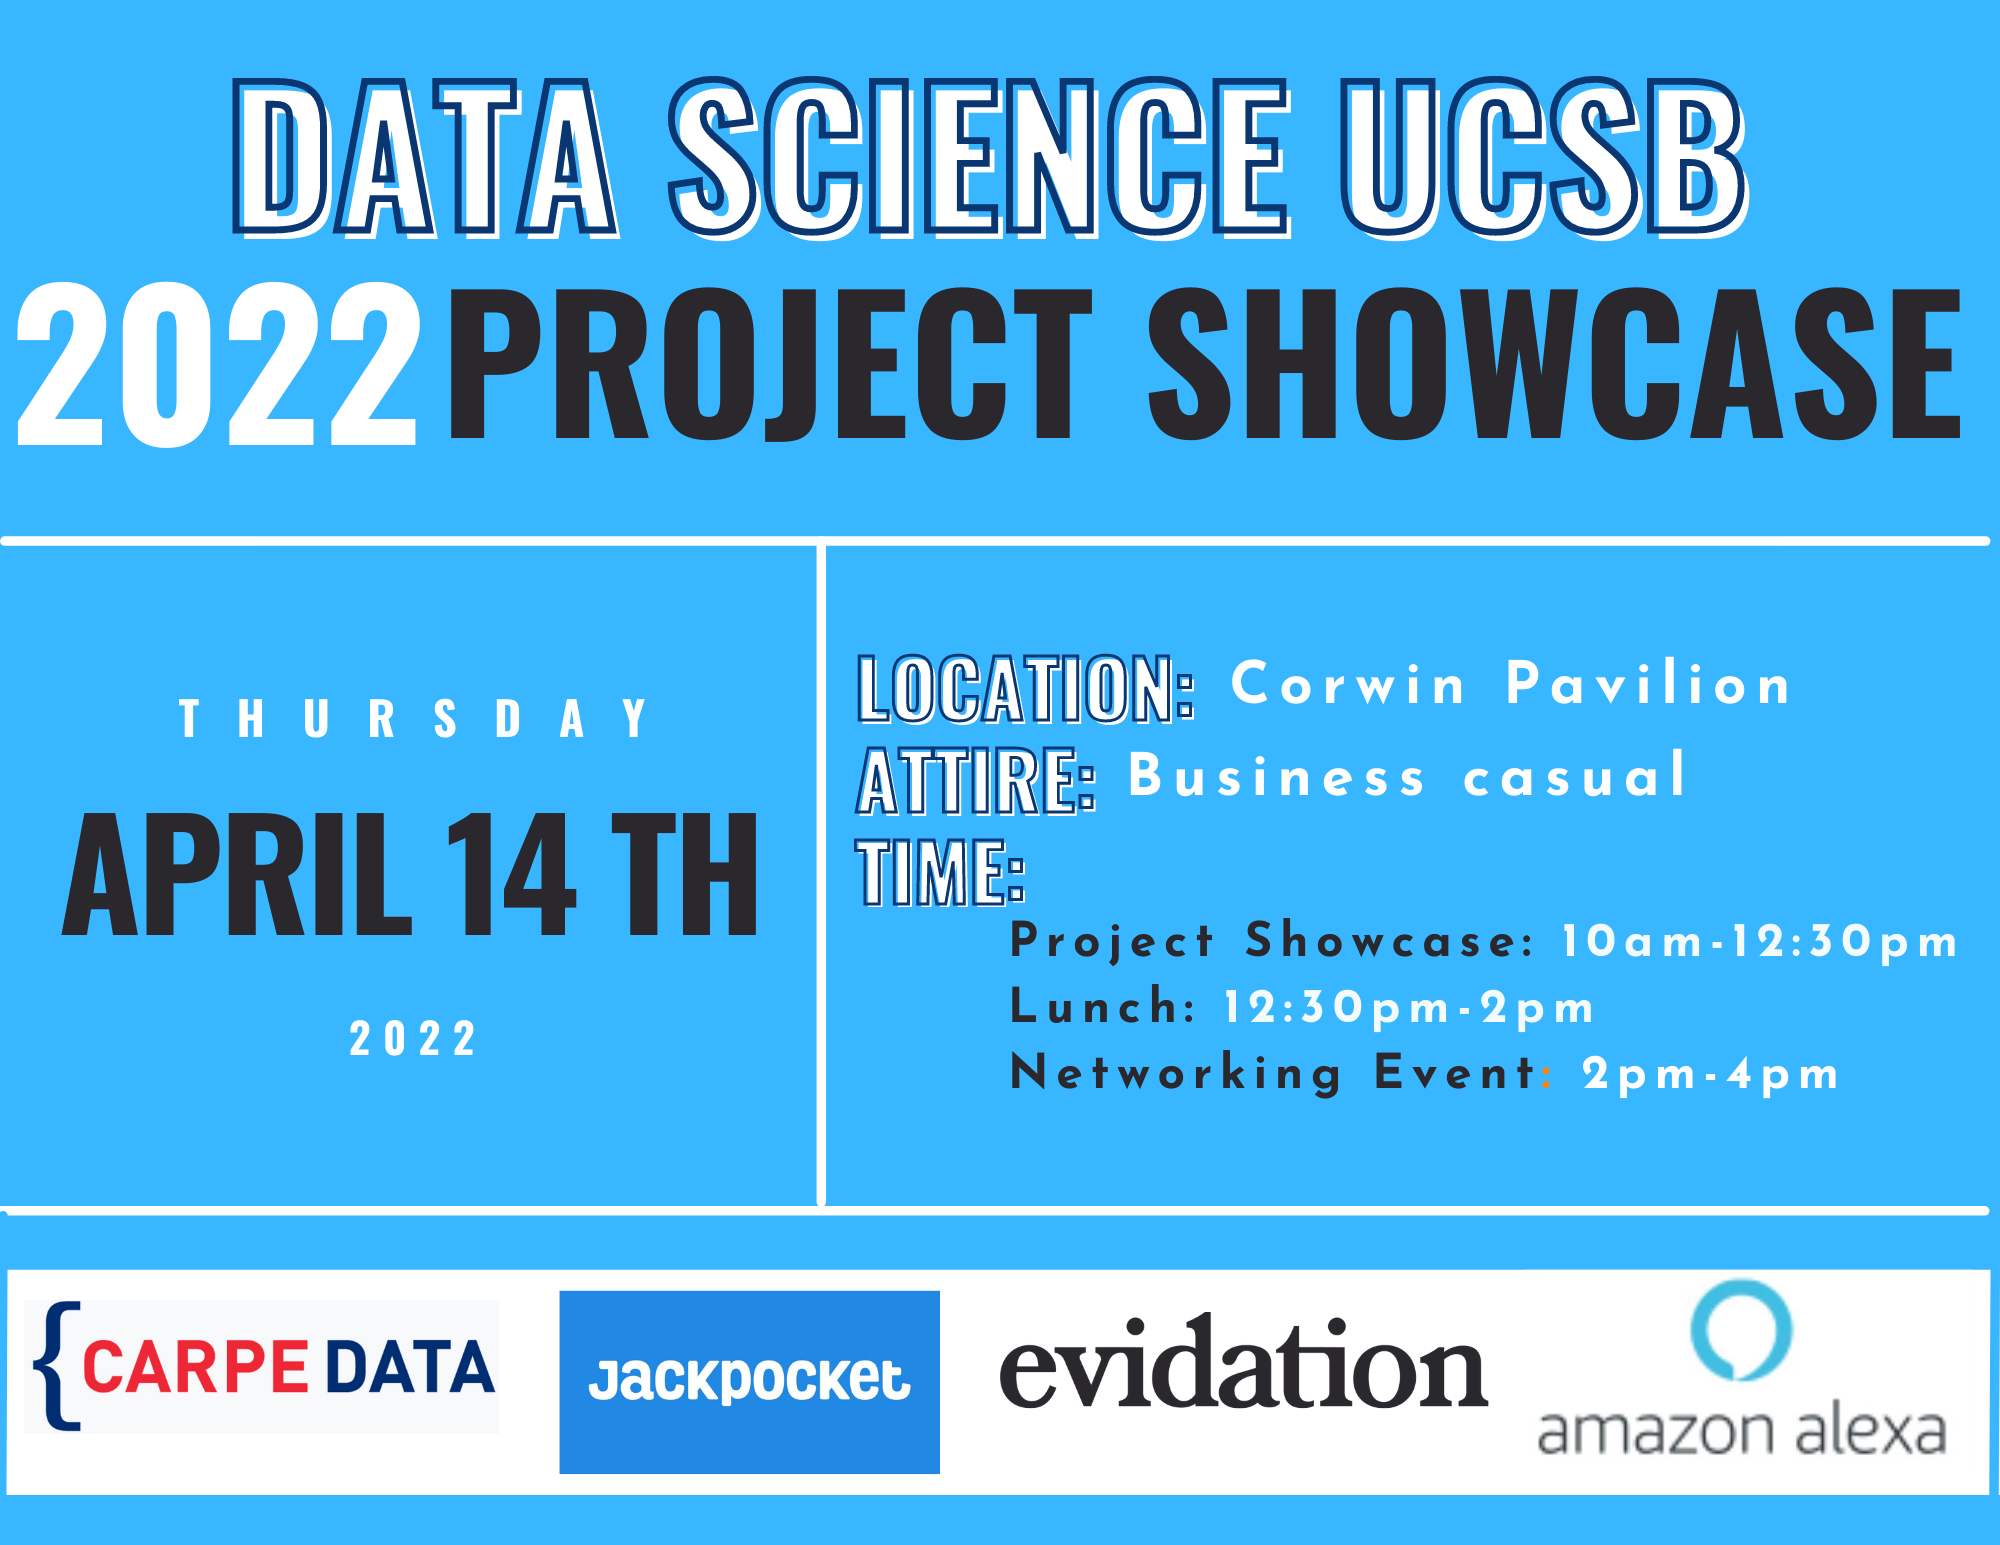 DATA SCIENCE UCSB
2022 PROJECT SHOWCASE
THURSDAY
APRIL 14 TH
2022
LOCATION: Corwin Pavilion
ATTIRE: Business casual
TIME:
Project Showcase: 10am-12:30pm
Lunch: 12:30pm-2pm
Networking Event: 2pm-4pm
{CARPE DATA
Jackpocket
evidation
amazon alexa